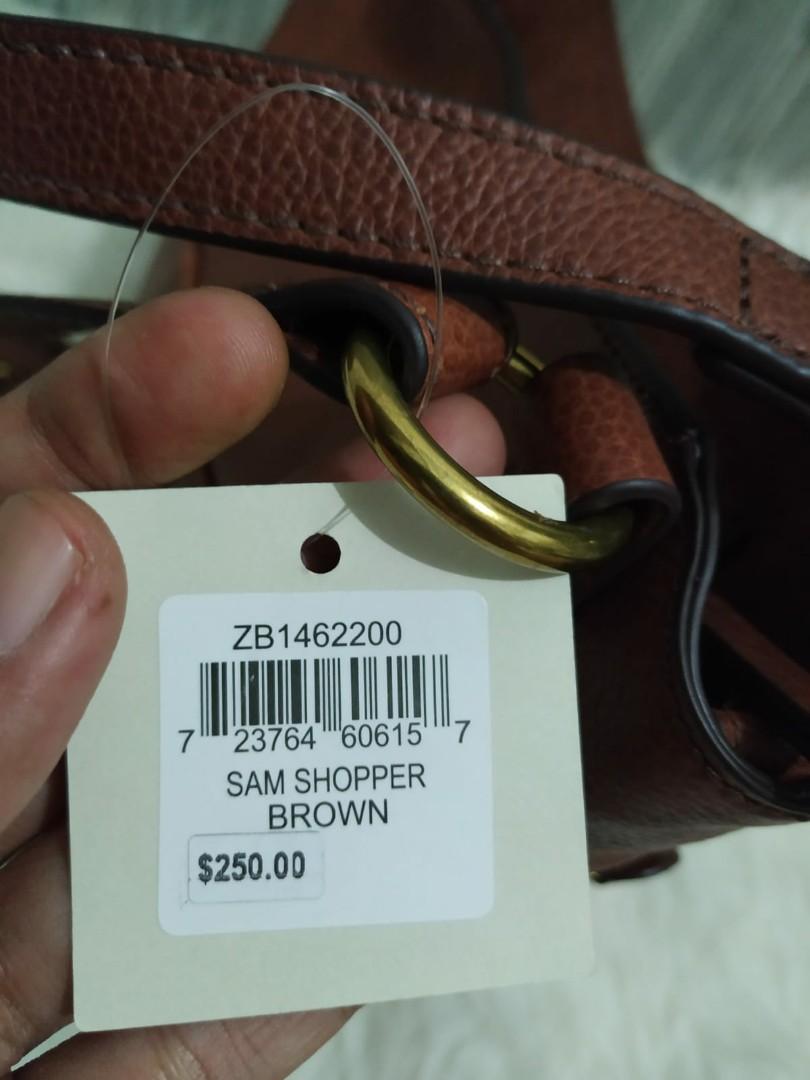 ZB1462200
7 23764 60615 7
SAM SHOPPER
BROWN
$250.00